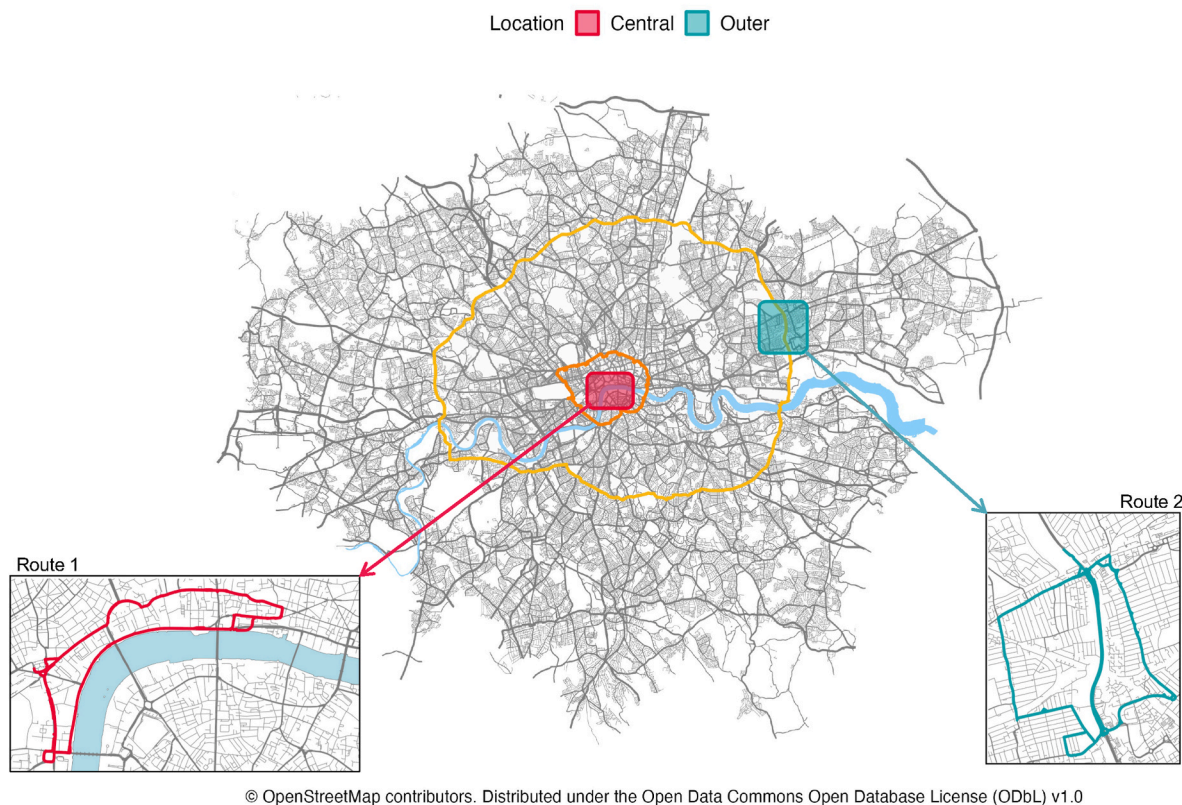 Location Central Outer
Route 2
Route 1
© OpenStreetMap contributors. Distributed under the Open Data Commons Open Database License (ODbL) v1.0